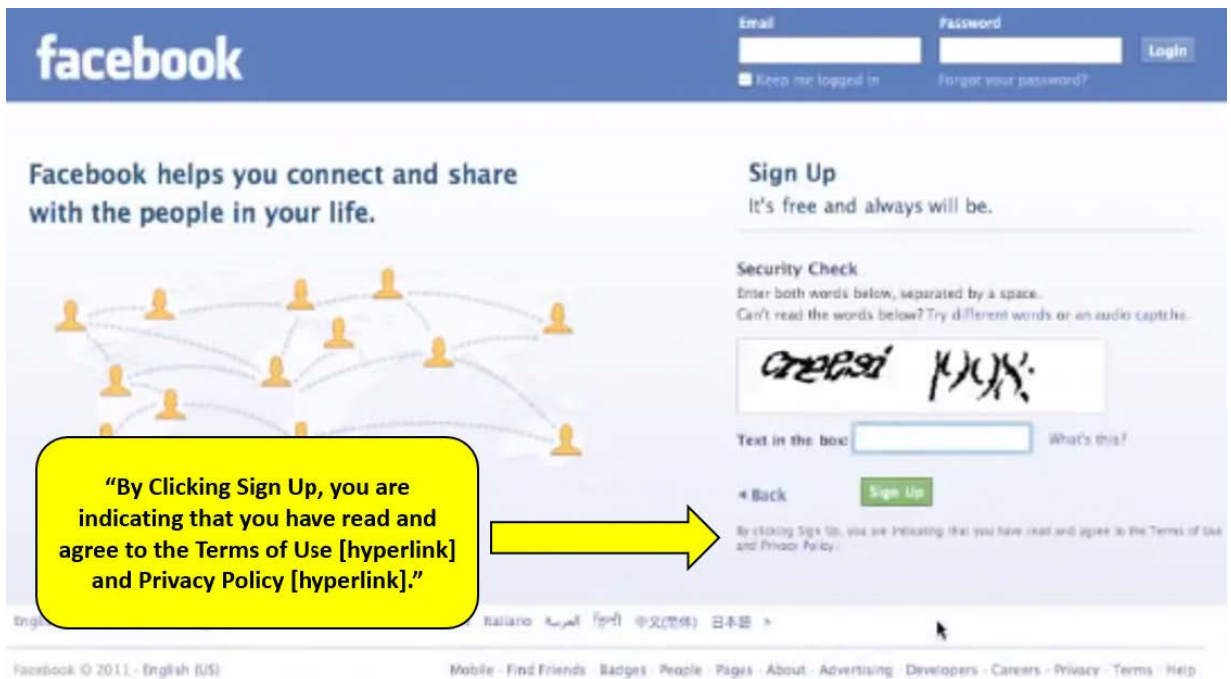 facebook
Email
Password
Login
Keep me logged in
Forgot your password?
Facebook helps you connect and share
with the people in your life.
Sign Up
It's free and always will be.
Security Check
Enter both words below, separated by a space.
Can't read the words below? Try different words or an audio captcha.
Text in the box:
What's this?
Back
Sign Up
By clicking Sign Up, you are indicating that you have read and agree to the Terms of Use
and Privacy Policy.
“By Clicking Sign Up, you are
indicating that you have read and
agree to the Terms of Use [hyperlink]
and Privacy Policy [hyperlink].”
Italiano العربية हिन्दी 中文(简体) 日本語
Facebook © 2011 · English (US)
Mobile · Find Friends · Badges · People · Pages · About · Advertising · Developers · Careers · Privacy · Terms · Help